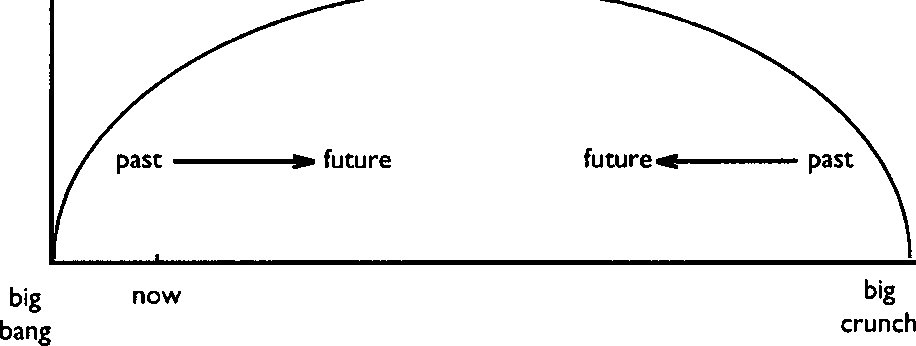 past future future past
now
big
bang
big
crunch